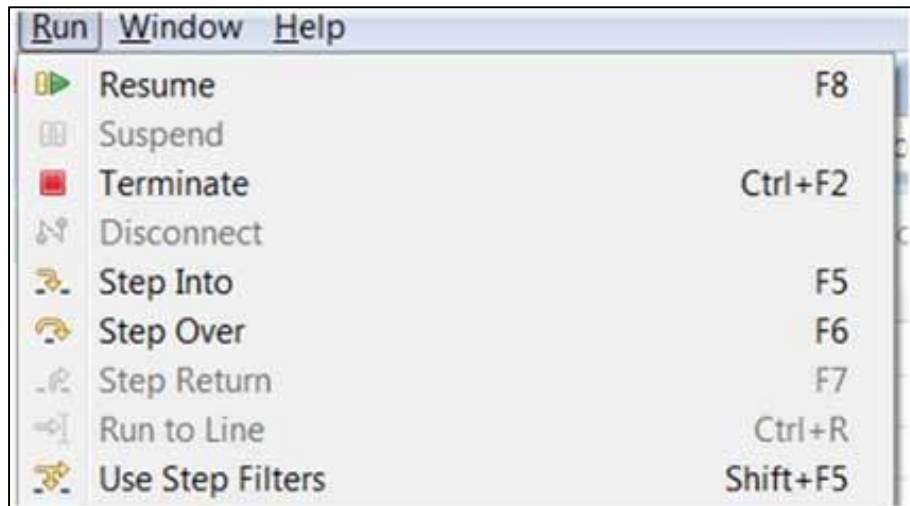 Run Window Help
Resume F8
Suspend
Terminate Ctrl+F2
Disconnect
Step Into F5
Step Over F6
Step Return F7
Run to Line Ctrl+R
Use Step Filters Shift+F5